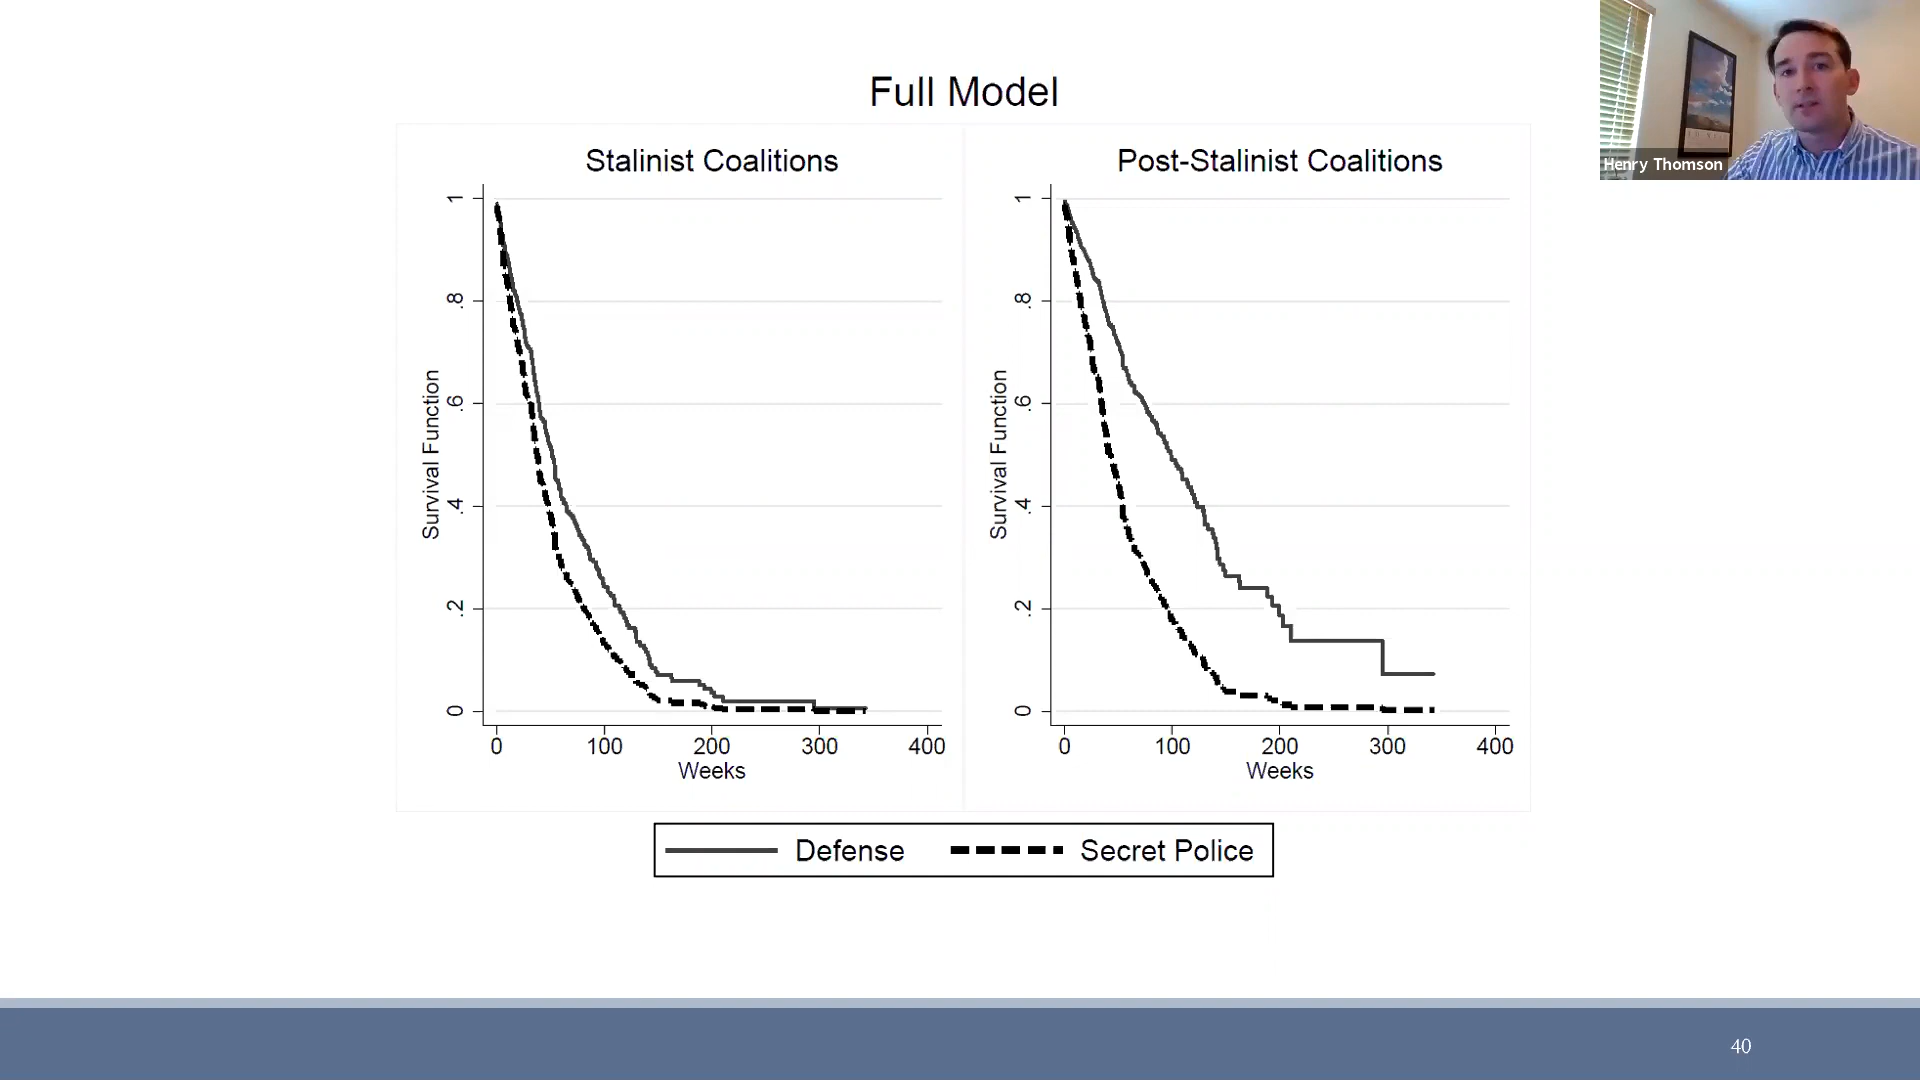 Full Model
Stalinist Coalitions
Post-Stalinist Coalitions
Henry Thomson
Survival Function
1
.8
.6
.4
.2
0
0 100 200 300 400
Weeks
Survival Function
1
.8
.6
.4
.2
0
0 100 200 300 400
Weeks
Defense
Secret Police
40